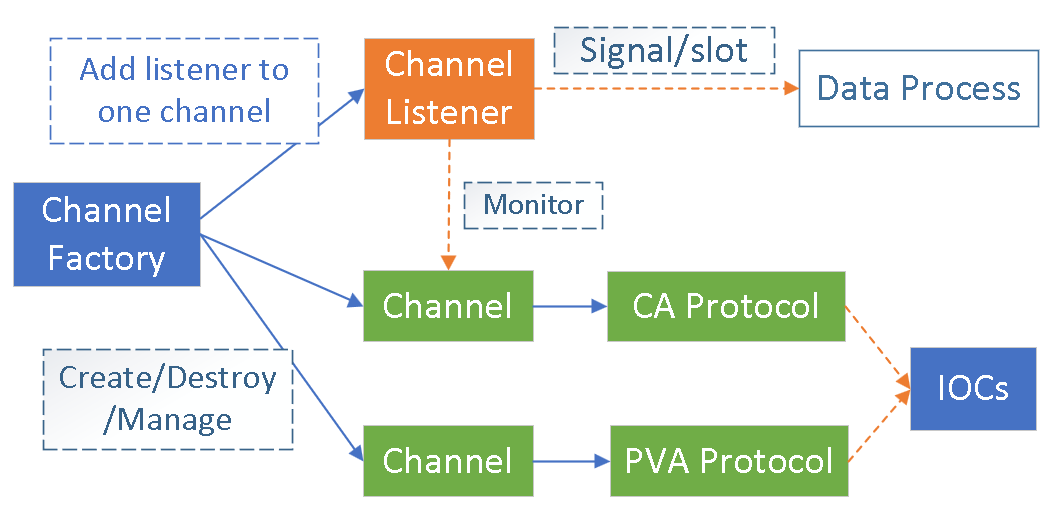 Add listener to
one channel
Channel
Listener
Signal/slot
Data Process
Channel
Factory
Monitor
Channel
CA Protocol
Create/Destroy
/Manage
IOCs
Channel
PVA Protocol